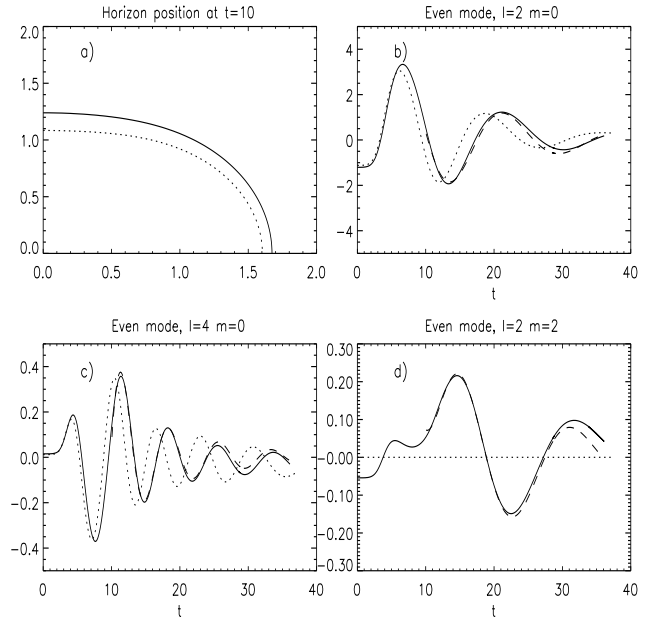 Horizon position at t=10
Even mode, l=2 m=0
a)
b)
2.0
1.5
1.0
0.5
0.0
0.0 0.5 1.0 1.5 2.0
4
2
0
-2
-4
0 10 20 30 40
t
Even mode, l=4 m=0
Even mode, l=2 m=2
c)
d)
0.4
0.2
-0.0
-0.2
-0.4
0 10 20 30 40
t
0.30
0.20
0.10
-0.00
-0.10
-0.20
-0.30
0 10 20 30 40
t